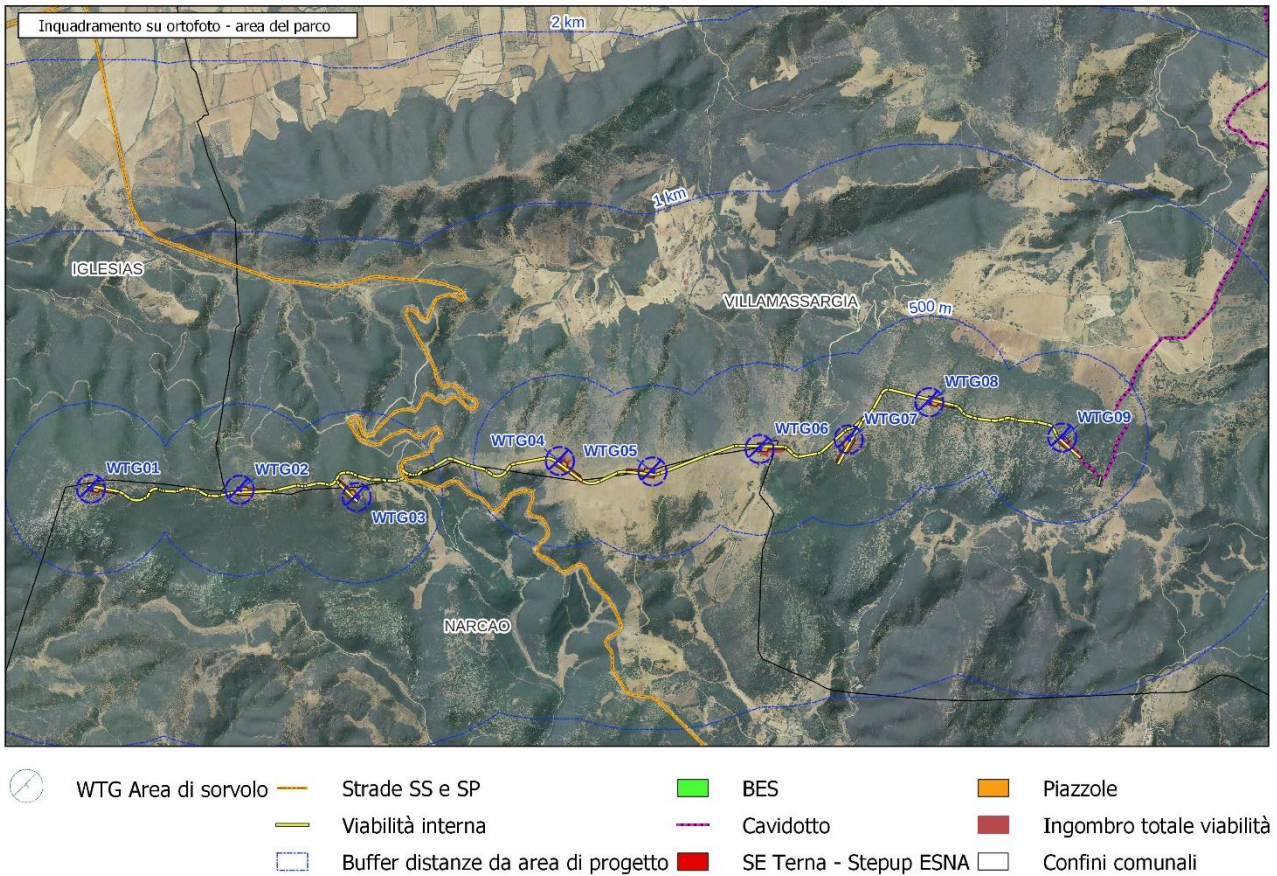 Inquadramento su ortofoto - area del parco
2 km
1 km
IGLESIAS
VILLAMASSARGIA
500 m
WTG08
WTG04
WTG05
WTG06
WTG07
WTG09
WTG01
WTG02
WTG03
NARCAO
WTG Area di sorvolo
Strade SS e SP
BES
Piazzole
Viabilità interna
Cavidotto
Ingombro totale viabilità
Buffer distanze da area di progetto
SE Terna - Stepup ESNA
Confini comunali